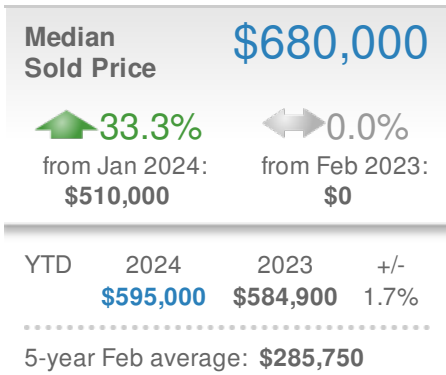 Median
Sold Price
$680,000
33.3%
from Jan 2024:
$510,000
0.0%
from Feb 2023:
$0
YTD 2024 2023 +/-
$595,000 $584,900 1.7%
5-year Feb average: $285,750